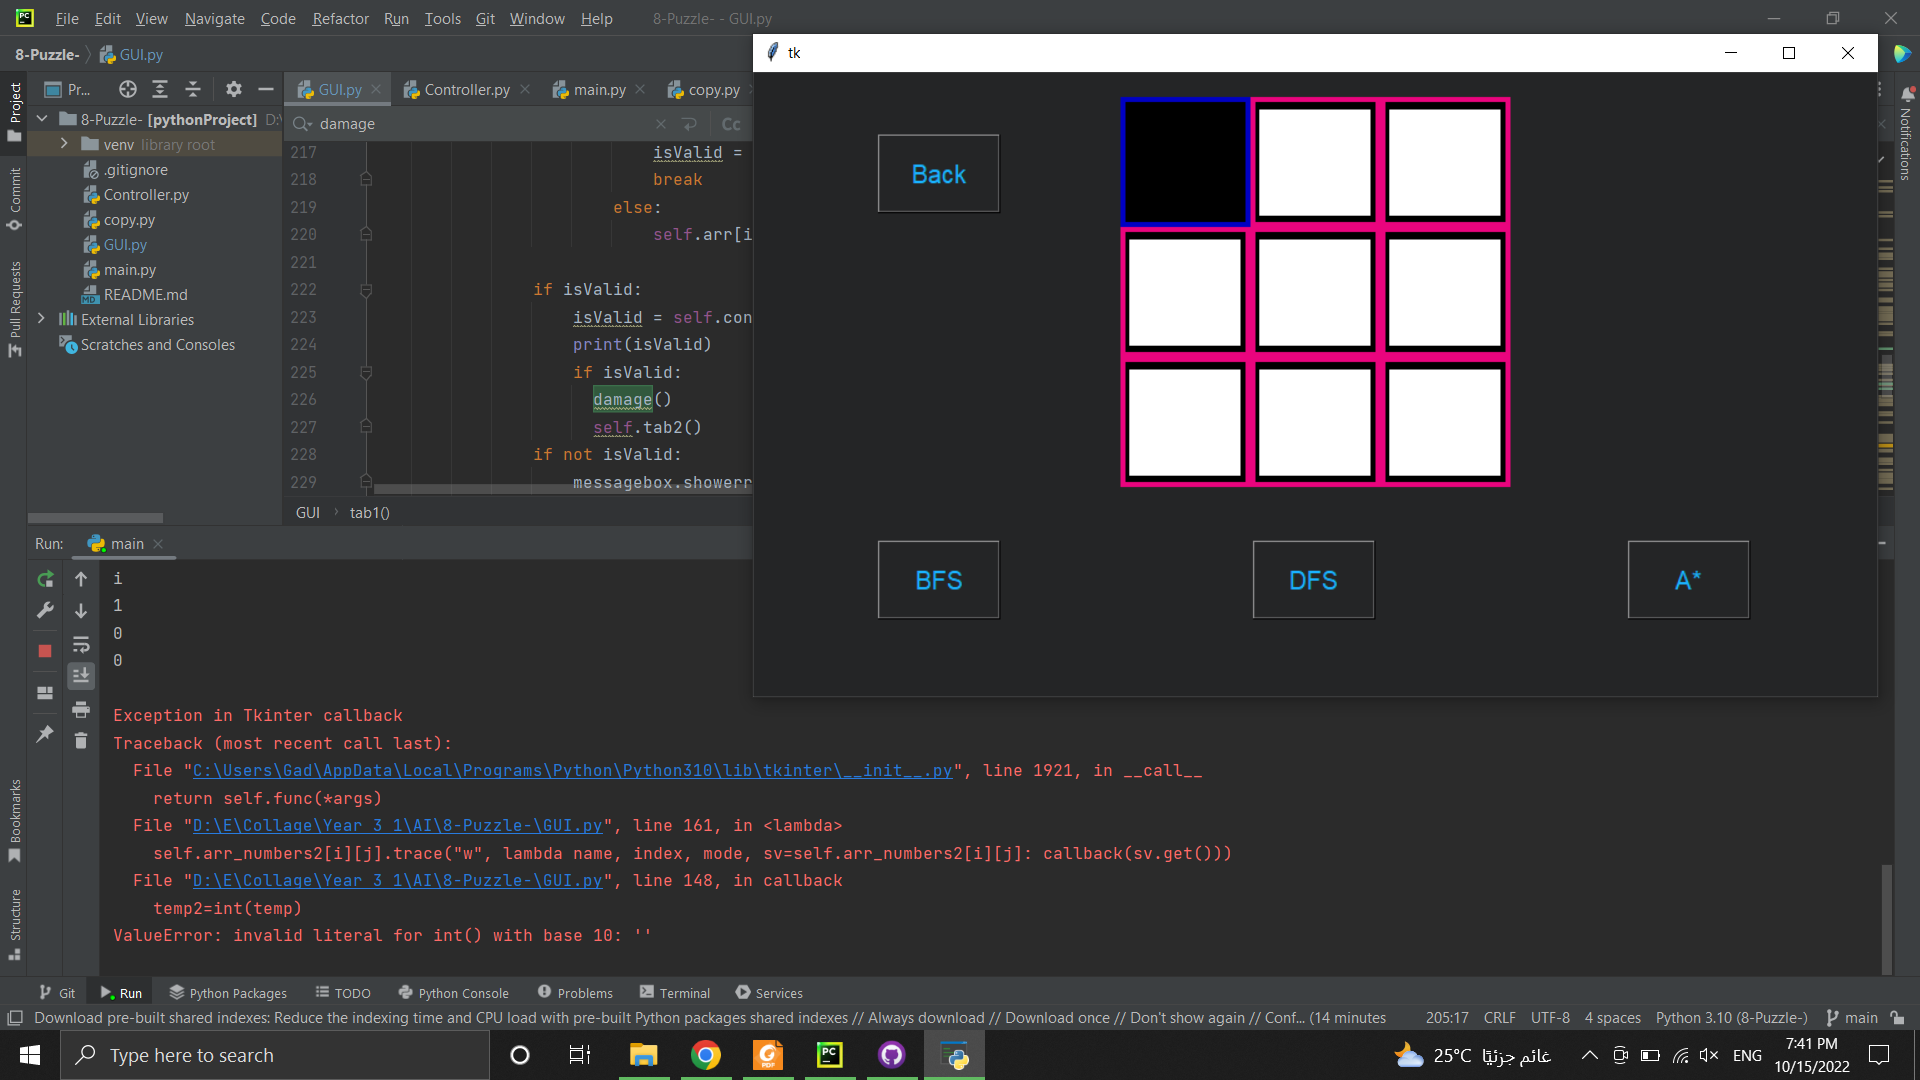 File Edit View Navigate Code Refactor Run Tools Git Window Help 8-Puzzle- - GUI.py
8-Puzzle- GUI.py
tk
Project
Pr...
GUI.py Controller.py main.py copy.py
8-Puzzle- [pythonProject] D:\
damage Cc
venv library root
.gitignore
Controller.py
copy.py
GUI.py
main.py
README.md
External Libraries
Scratches and Consoles
Commit
Pull Requests
Notifications
217 isValid =
218 break
219 else:
220 self.arr[i
221
222 if isValid:
223 isValid = self.con
224 print(isValid)
225 if isValid:
226 damage()
227 self.tab2()
228 if not isValid:
229 messagebox.showerr
GUI tab1()
Back
BFS DFS A*
Run: main
i
1
0
0
Exception in Tkinter callback
Traceback (most recent call last):
File "C:\Users\Gad\AppData\Local\Programs\Python\Python310\lib\tkinter\__init__.py", line 1921, in __call__
return self.func(*args)
File "D:\E\Collage\Year 3_1\AI\8-Puzzle-\GUI.py", line 161, in <lambda>
self.arr_numbers2[i][j].trace("w", lambda name, index, mode, sv=self.arr_numbers2[i][j]: callback(sv.get()))
File "D:\E\Collage\Year 3_1\AI\8-Puzzle-\GUI.py", line 148, in callback
temp2=int(temp)
ValueError: invalid literal for int() with base 10: ''
Bookmarks
Structure
Git Run Python Packages TODO Python Console Problems Terminal Services
Download pre-built shared indexes: Reduce the indexing time and CPU load with pre-built Python packages shared indexes // Always download // Download once // Don't show again // Conf... (14 minutes 205:17 CRLF UTF-8 4 spaces Python 3.10 (8-Puzzle-) main
Type here to search
25°C غائم جزئيًا ENG 7:41 PM
10/15/2022